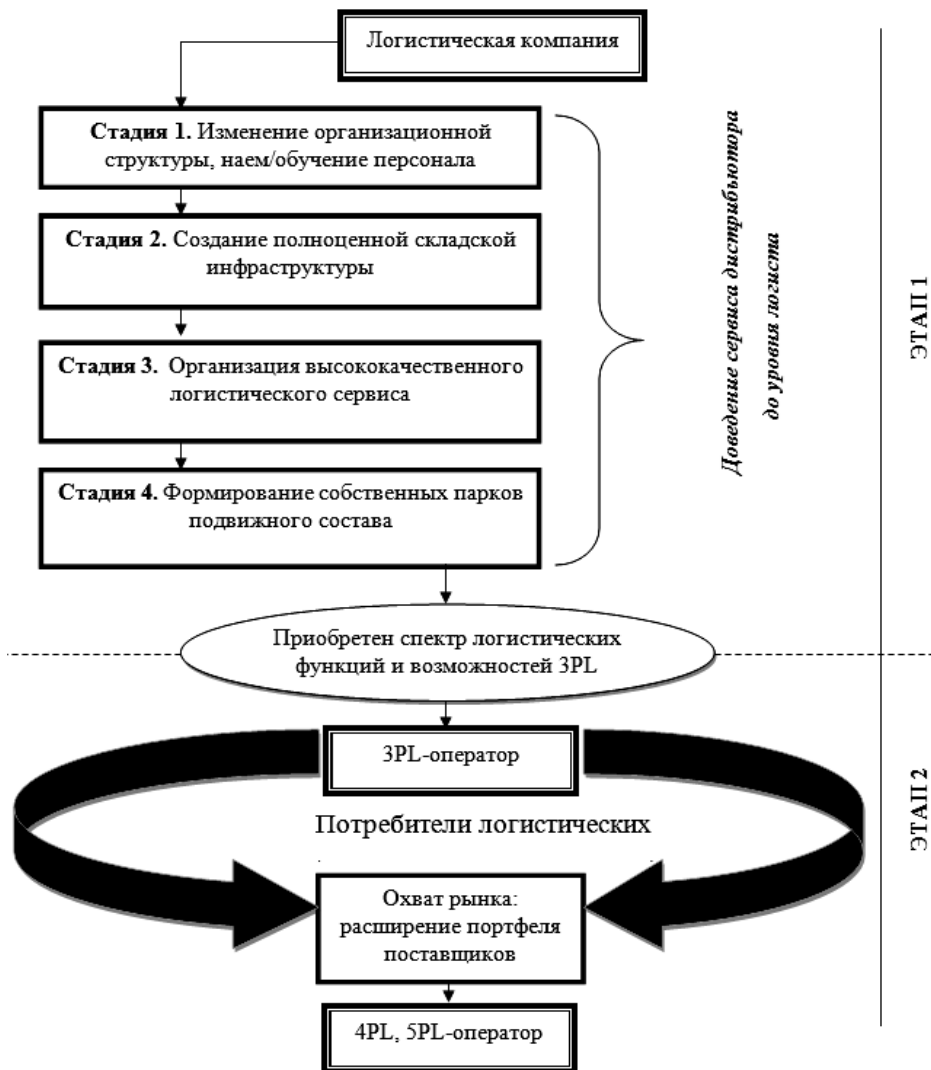 Логистическая компания
Стадия 1. Изменение организационной
структуры, наем/обучение персонала
Стадия 2. Создание полноценной складской
инфраструктуры
Стадия 3. Организация высококачественного
логистического сервиса
Стадия 4. Формирование собственных парков
подвижного состава
Доведение сервиса дистрибьютора
до уровня логиста
ЭТАП 1
Приобретен спектр логистических
функций и возможностей 3PL
3PL-оператор
Потребители логистических
Охват рынка:
расширение портфеля
поставщиков
4PL, 5PL-оператор
ЭТАП 2